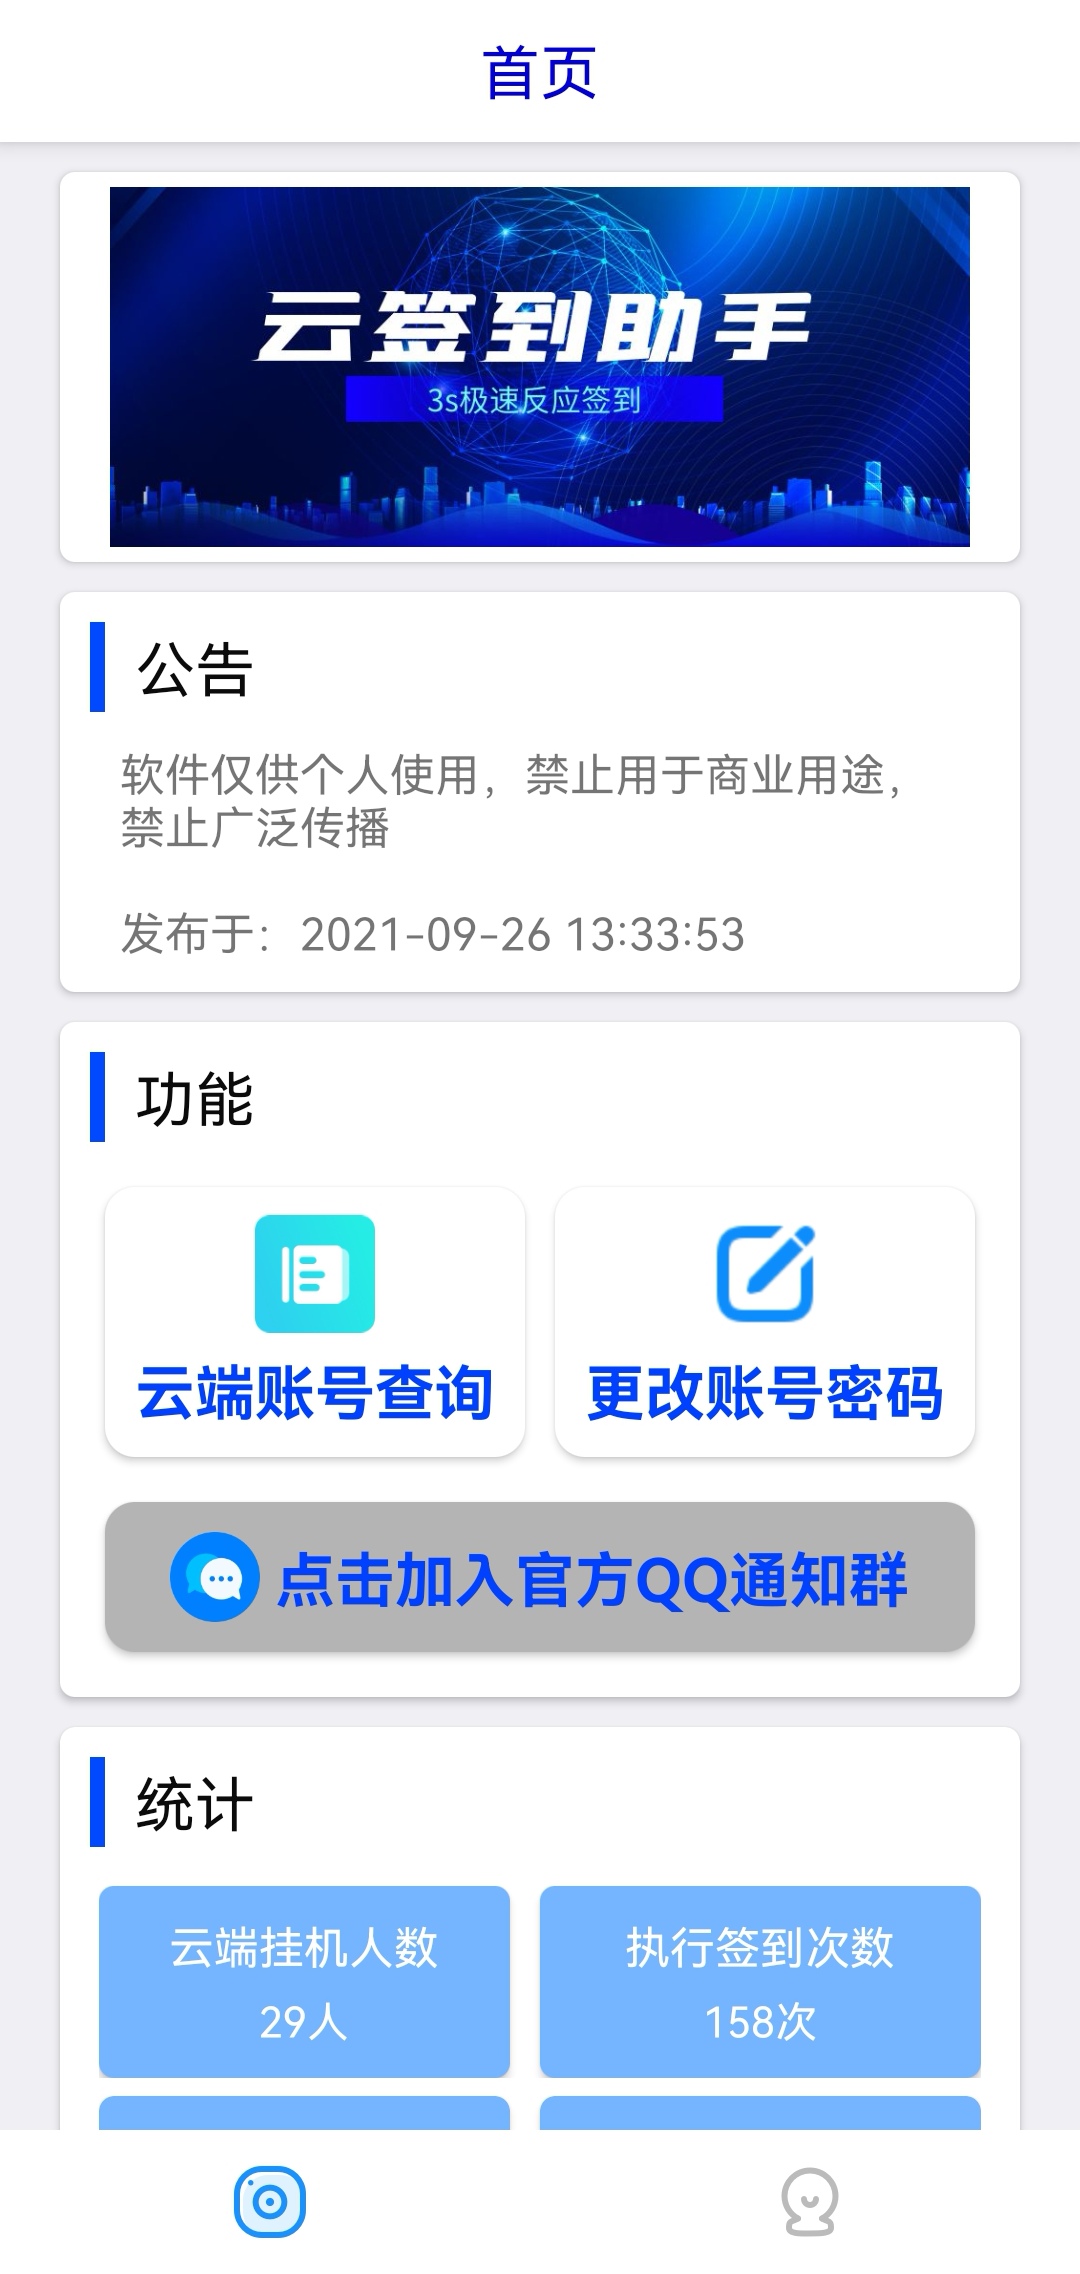 首页
云签到助手
3s极速反应签到
公告
软件仅供个人使用，禁止用于商业用途，
禁止广泛传播
发布于：2021-09-26 13:33:53
功能
云端账号查询
更改账号密码
点击加入官方QQ通知群
统计
云端挂机人数
29人
执行签到次数
158次